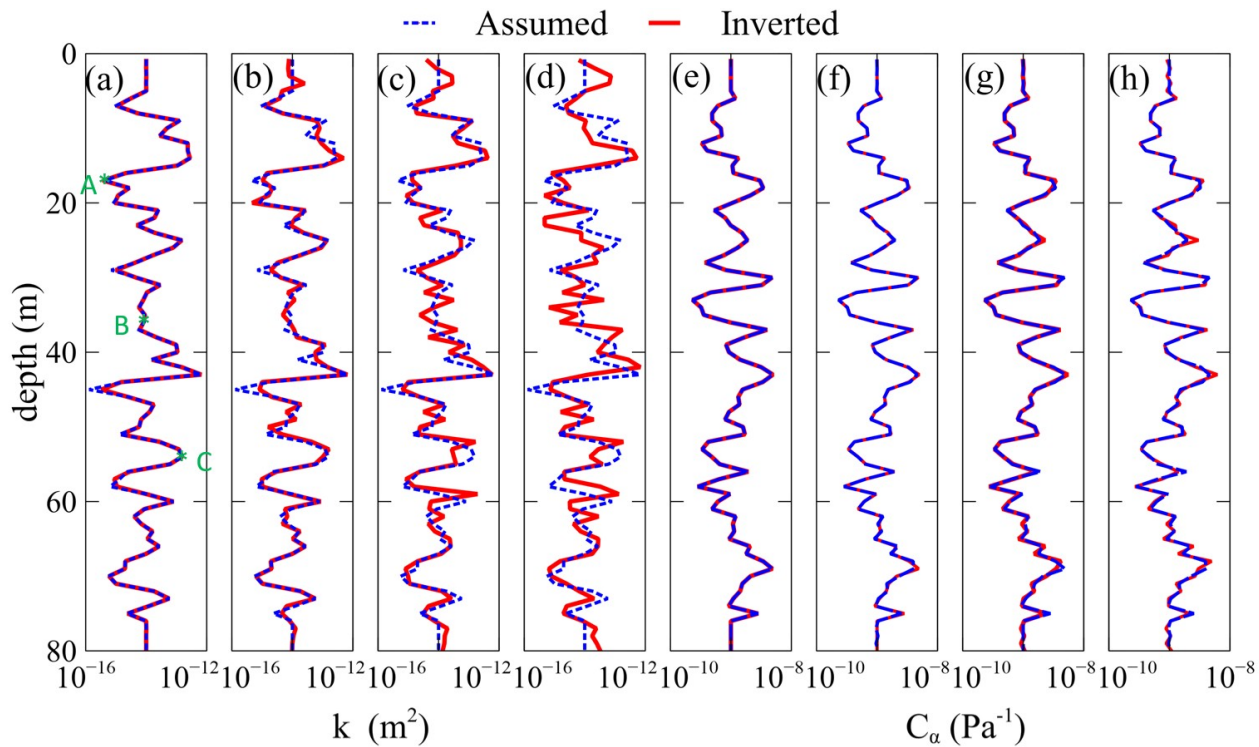 Assumed Inverted
0 (a) (b) (c) (d) (e) (f) (g) (h)
A*
20
B *
depth (m)
40
* C
60
80
10⁻¹⁶ 10⁻¹² 10⁻¹⁶ 10⁻¹² 10⁻¹⁶ 10⁻¹² 10⁻¹⁶ 10⁻¹² 10⁻¹⁰ 10⁻⁸ 10⁻¹⁰ 10⁻⁸ 10⁻¹⁰ 10⁻⁸ 10⁻¹⁰ 10⁻⁸
k (m²) Cα (Pa⁻¹)